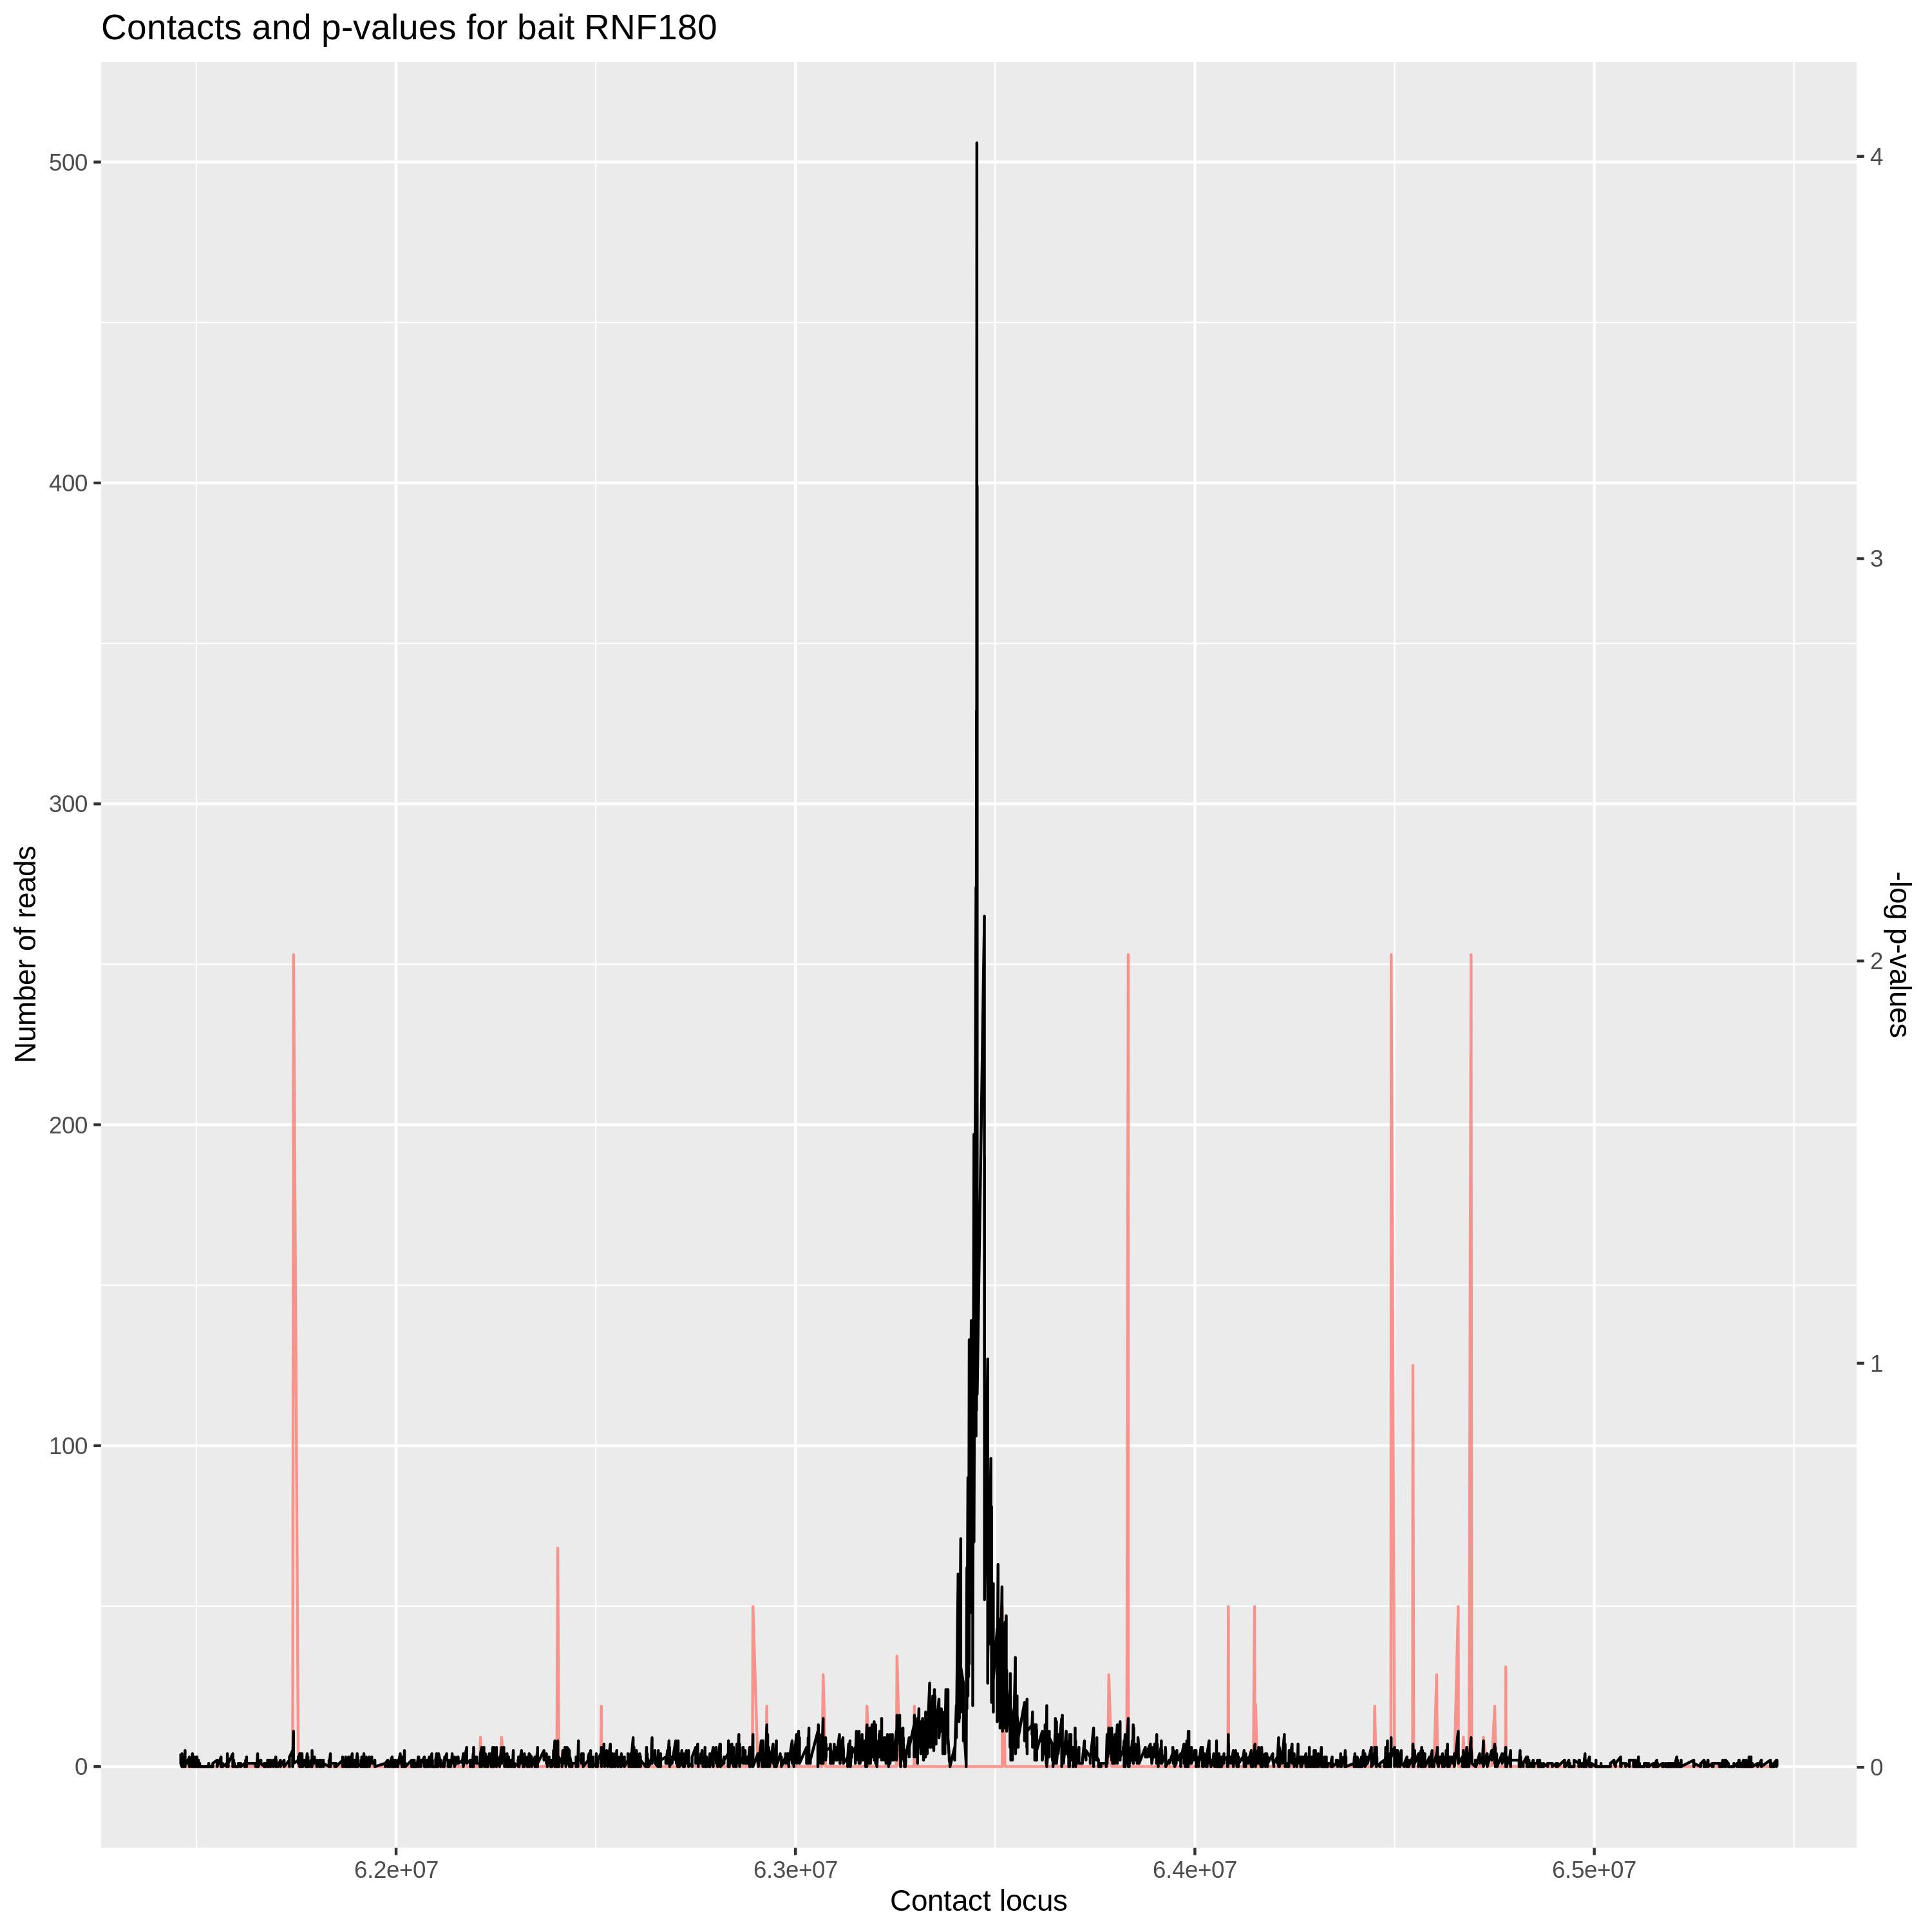 Contacts and p-values for bait RNF180
500
400
300
200
100
0
Number of reads
4
3
2
1
0
-log p-values
6.2e+07 6.3e+07 6.4e+07 6.5e+07
Contact locus